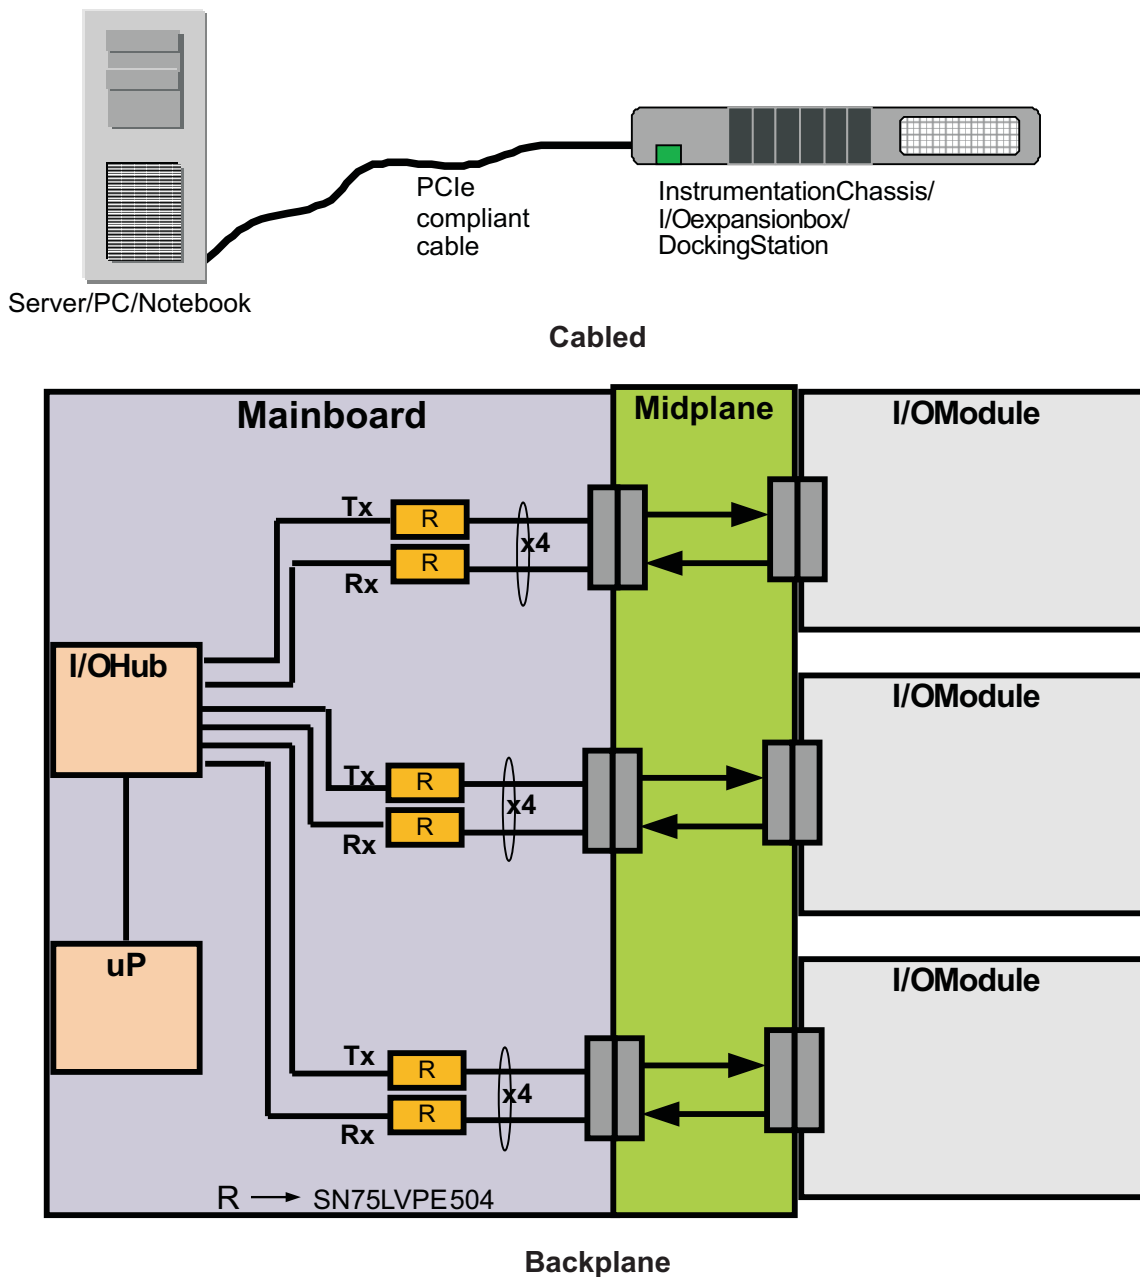 PCIe
compliant
cable
InstrumentationChassis/
I/Oexpansionbox/
DockingStation
Server/PC/Notebook
Cabled
Mainboard
Midplane
I/OModule
Tx
R
x4
R
Rx
I/OHub
I/OModule
Tx
R
x4
R
Rx
uP
I/OModule
Tx
R
x4
R
Rx
R → SN75LVPE504
Backplane